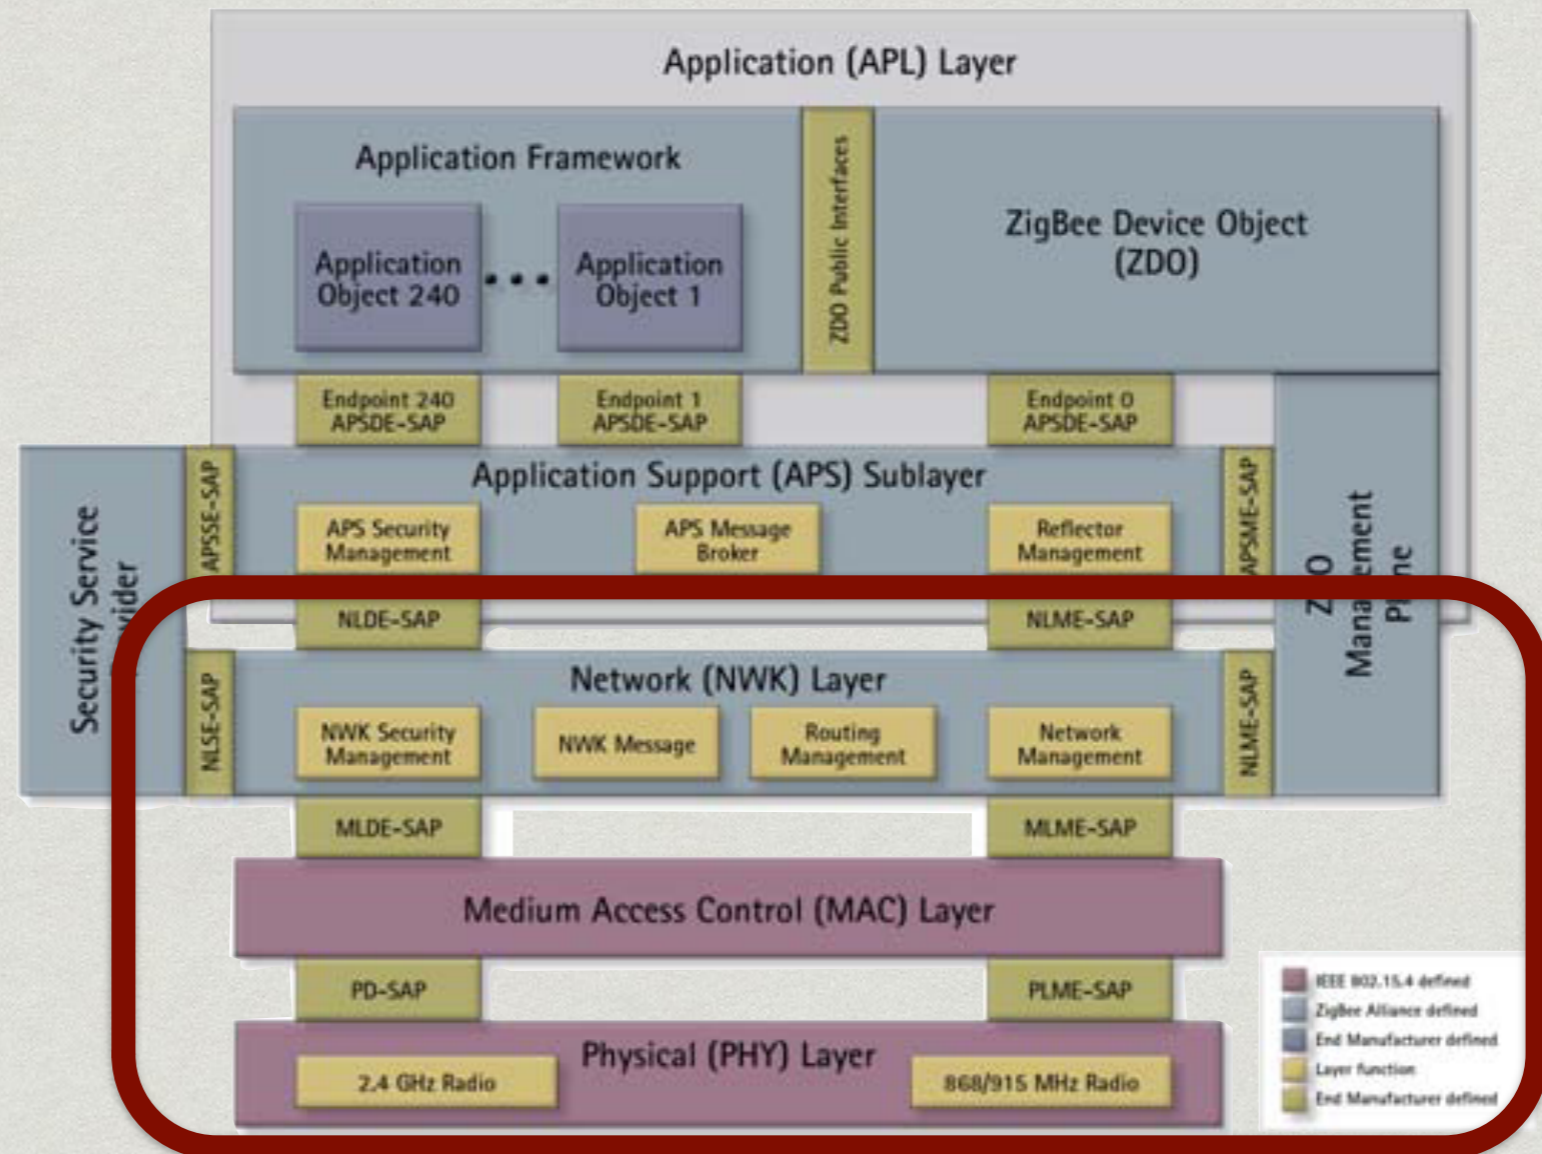 Application (APL) Layer
Application Framework
ZDO Public Interfaces
ZigBee Device Object
(ZDO)
Application
Object 240
Application
Object 1
Endpoint 240
APSDE-SAP
Endpoint 1
APSDE-SAP
Endpoint 0
APSDE-SAP
Security Service
APSSE-SAP
Application Support (APS) Sublayer
APSME-SAP
APS Security
Management
APS Message
Broker
Reflector
Management
Management
NLDE-SAP
NLME-SAP
NLSE-SAP
Network (NWK) Layer
NLME-SAP
NWK Security
Management
NWK Message
Routing
Management
Network
Management
MLDE-SAP
MLME-SAP
Medium Access Control (MAC) Layer
PD-SAP
PLME-SAP
Physical (PHY) Layer
2.4 GHz Radio
868/915 MHz Radio
IEEE 802.15.4 defined
ZigBee Alliance defined
End Manufacturer defined
Layer function
End Manufacturer defined